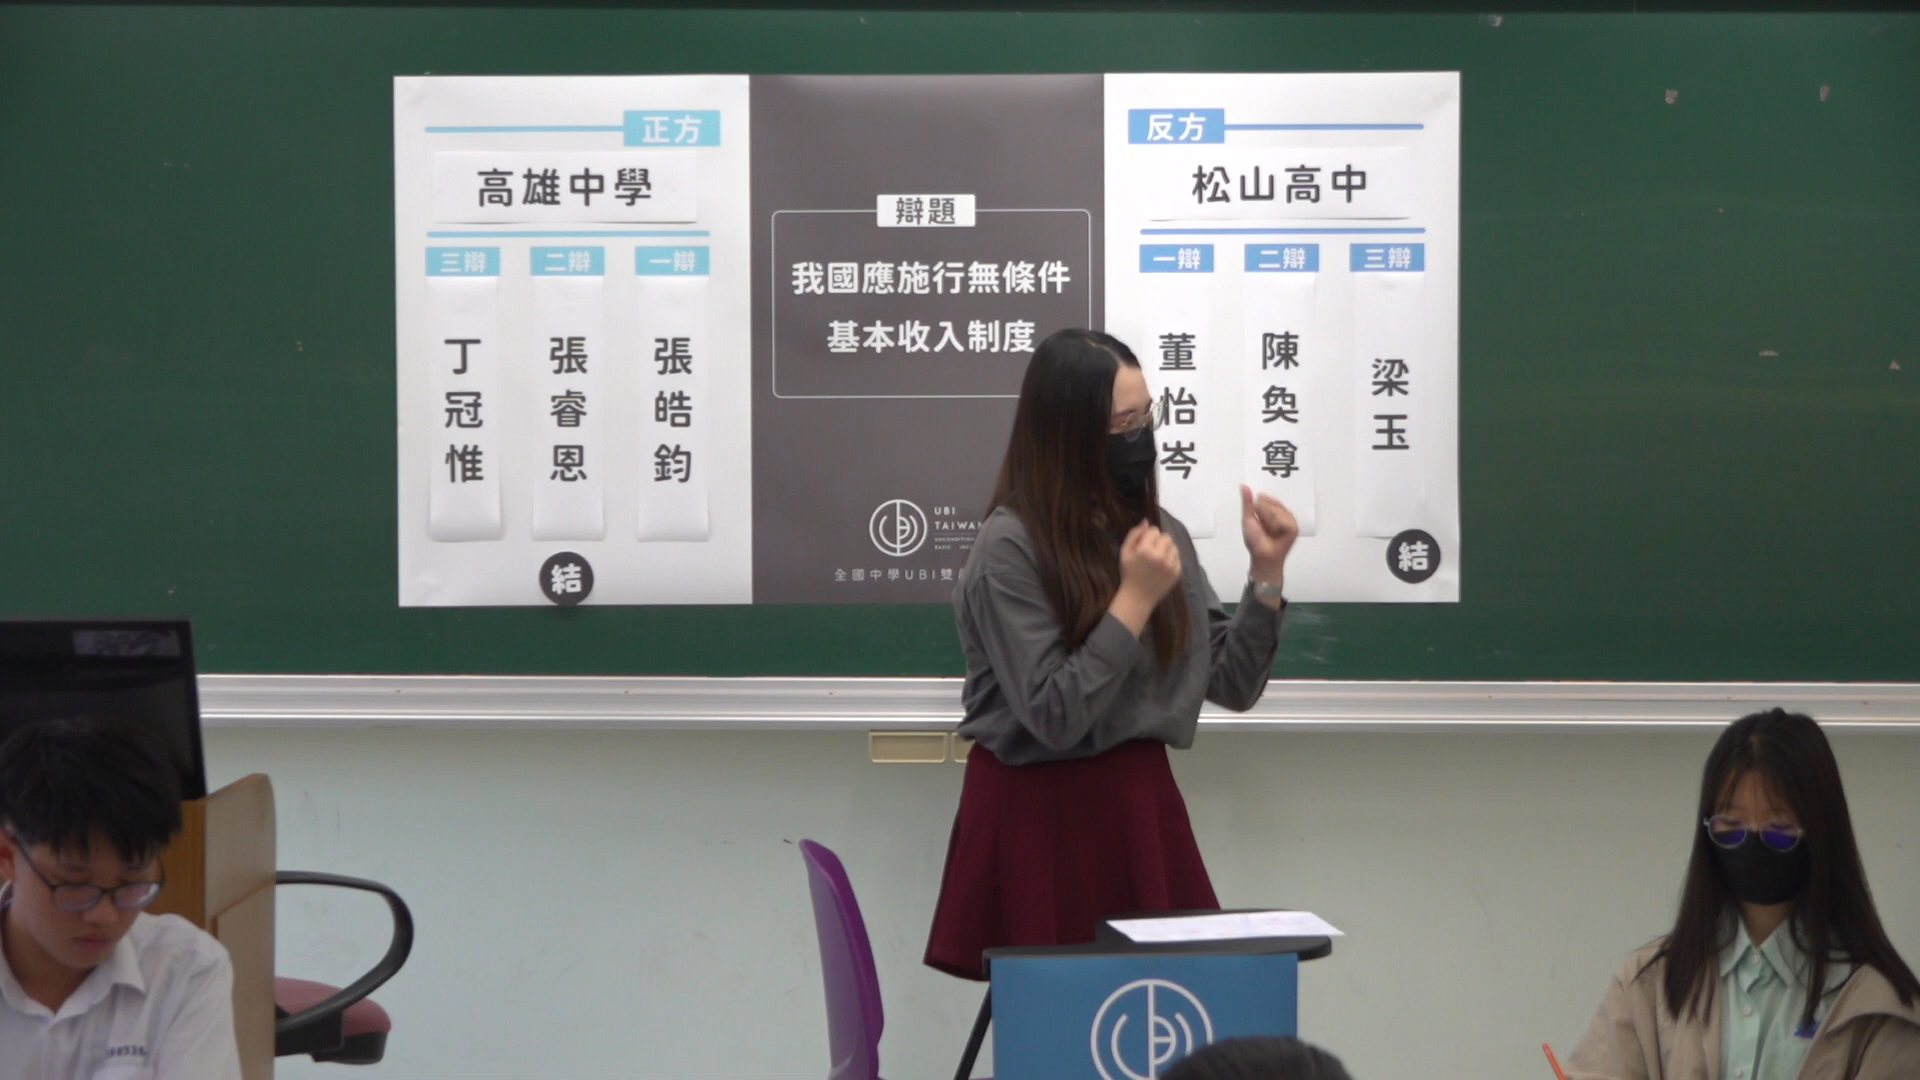 正方
高雄中學
三辯 二辯 一辯
丁冠惟
張睿恩
張皓鈞
結
辯題
我國應施行無條件
基本收入制度
UBI
TAIWAN
全國中學UBI雙
反方
松山高中
一辯 二辯 三辯
董怡岑
陳奐尊
梁玉
結